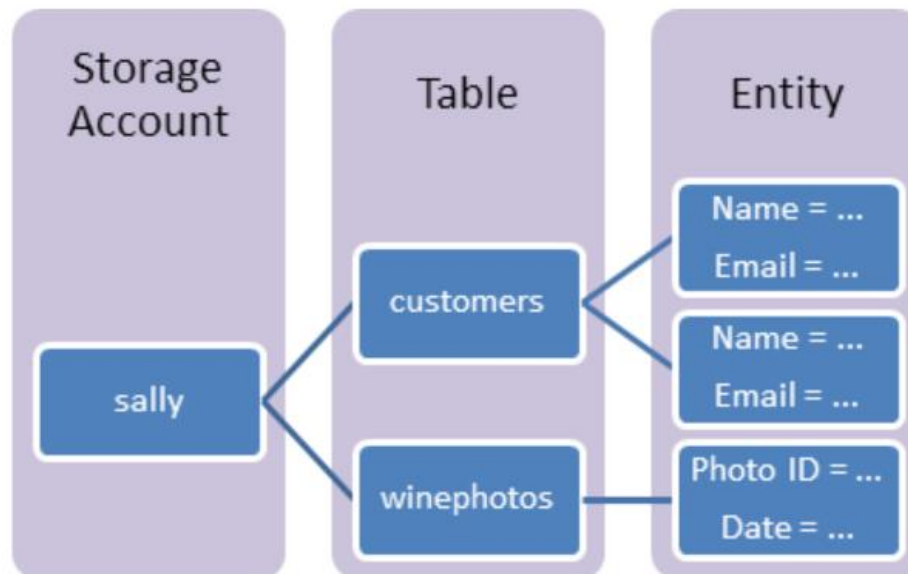 Storage
Account
Table
Entity
sally
customers
winephotos
Name = ...
Email = ...
Name = ...
Email = ...
Photo ID = ...
Date = ...